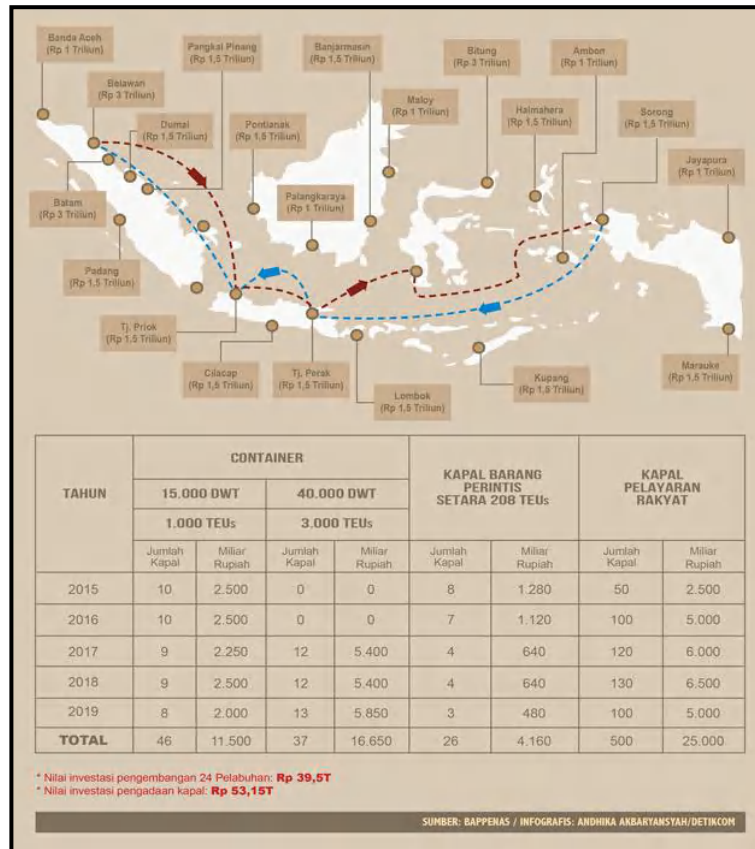 Banda Aceh
(Rp 1 Triliun)
Pangkal Pinang
(Rp 1,5 Triliun)
Banjarmasin
(Rp 1,5 Triliun)
Bitung
(Rp 3 Triliun)
Ambon
(Rp 1 Triliun)
Belawan
(Rp 3 Triliun)
Maloy
(Rp 1 Triliun)
Halmahera
(Rp 1,5 Triliun)
Sorong
(Rp 1,5 Triliun)
Dumai
(Rp 1,5 Triliun)
Pontianak
(Rp 1,5 Triliun)
Jayapura
(Rp 1 Triliun)
Batam
(Rp 3 Triliun)
Palangkaraya
(Rp 1 Triliun)
Padang
(Rp 1,5 Triliun)
Tj. Priok
(Rp 1,5 Triliun)
Cilacap
(Rp 1,5 Triliun)
Tj. Perak
(Rp 1,5 Triliun)
Lombok
(Rp 1,5 Triliun)
Kupang
(Rp 1,5 Triliun)
Marauke
(Rp 1,5 Triliun)
TAHUN CONTAINER KAPAL BARANG PERINTIS SETARA 208 TEUs KAPAL PELAYARAN RAKYAT
15.000 DWT 40.000 DWT
1.000 TEUs 3.000 TEUs
Jumlah Kapal Miliar Rupiah Jumlah Kapal Miliar Rupiah Jumlah Kapal Miliar Rupiah Jumlah Kapal Miliar Rupiah
2015 10 2.500 0 0 8 1.280 50 2.500
2016 10 2.500 0 0 7 1.120 100 5.000
2017 9 2.250 12 5.400 4 640 120 6.000
2018 9 2.500 12 5.400 4 640 130 6.500
2019 8 2.000 13 5.850 3 480 100 5.000
TOTAL 46 11.500 37 16.650 26 4.160 500 25.000
* Nilai investasi pengembangan 24 Pelabuhan: Rp 39,5T
* Nilai investasi pengadaan kapal: Rp 53,15T
SUMBER: BAPPENAS / INFOGRAFIS: ANDHIKA AKBARYANSYAH/DETIKCOM